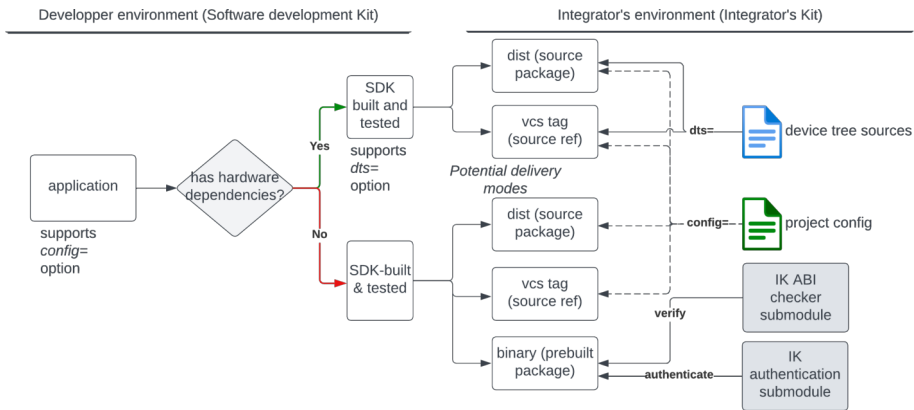 Developper environment (Software development Kit)
Integrator's environment (Integrator's Kit)
application
supports
config=
option
has hardware
dependencies?
Yes
No
SDK
built and
tested
supports
dts=
option
SDK-built
& tested
dist (source
package)
vcs tag
(source ref)
Potential delivery
modes
dist (source
package)
vcs tag
(source ref)
binary (prebuilt
package)
dts=
device tree sources
config=
project config
verify
IK ABI
checker
submodule
authenticate
IK
authentication
submodule